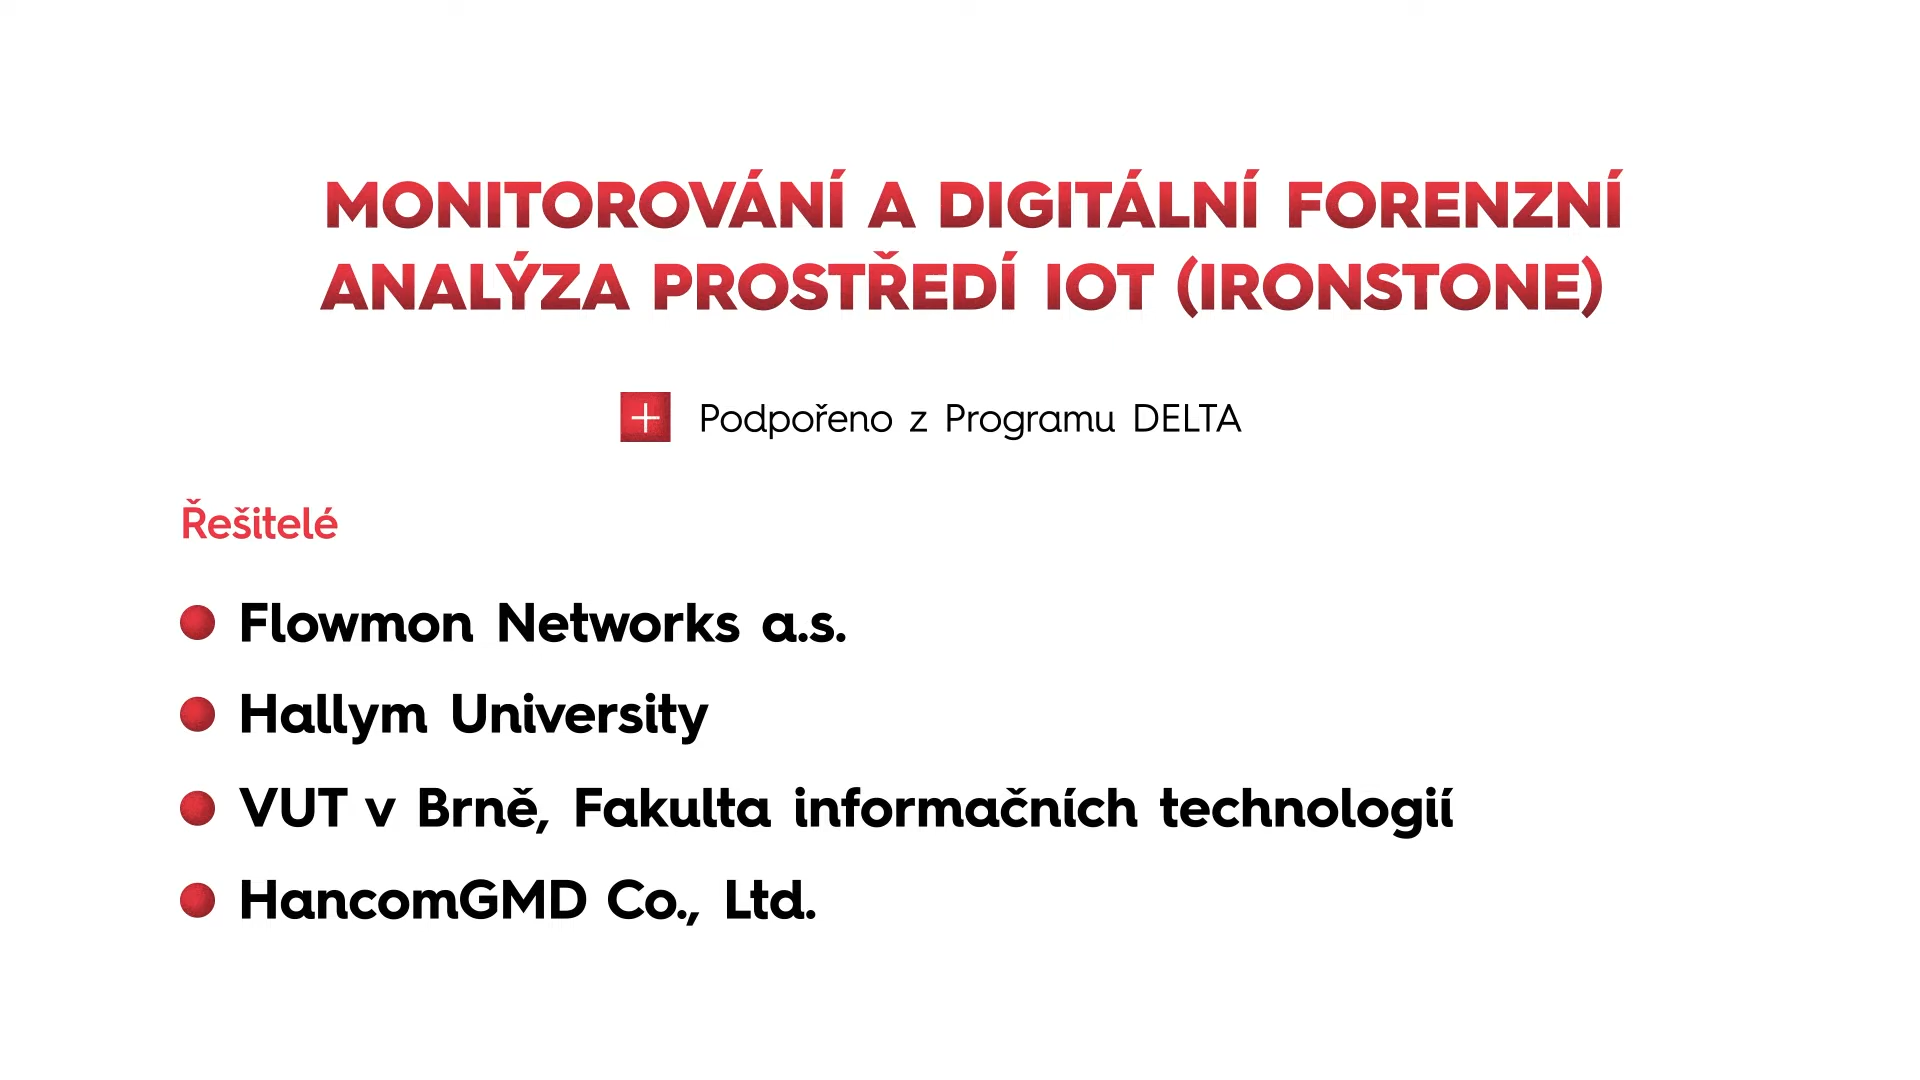 MONITOROVÁNÍ A DIGITÁLNÍ FORENZNÍ
ANALÝZA PROSTŘEDÍ IOT (IRONSTONE)
Podpořeno z Programu DELTA
Řešitelé
Flowmon Networks a.s.
Hallym University
VUT v Brně, Fakulta informačních technologií
HancomGMD Co., Ltd.